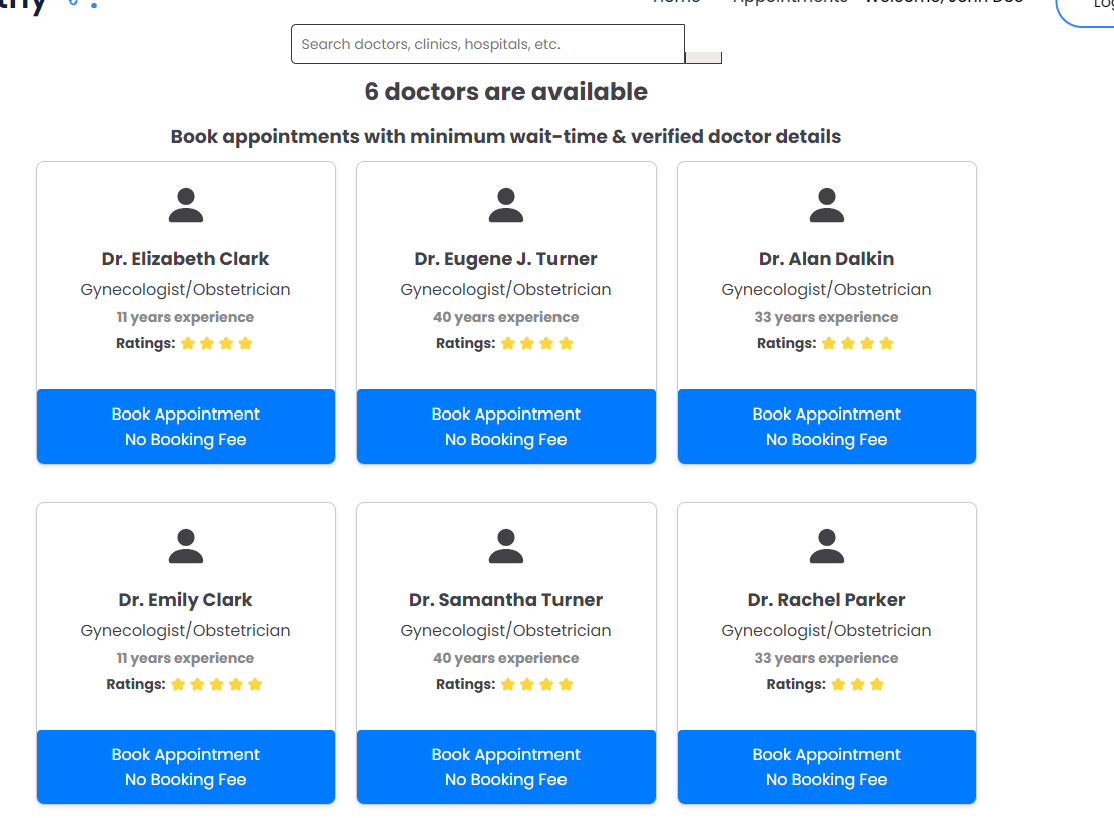 Home Appointments Welcome, John Doe
Search doctors, clinics, hospitals, etc.
6 doctors are available
Book appointments with minimum wait-time & verified doctor details
Dr. Elizabeth Clark
Gynecologist/Obstetrician
11 years experience
Ratings:
Book Appointment
No Booking Fee
Dr. Eugene J. Turner
Gynecologist/Obstetrician
40 years experience
Ratings:
Book Appointment
No Booking Fee
Dr. Alan Dalkin
Gynecologist/Obstetrician
33 years experience
Ratings:
Book Appointment
No Booking Fee
Dr. Emily Clark
Gynecologist/Obstetrician
11 years experience
Ratings:
Book Appointment
No Booking Fee
Dr. Samantha Turner
Gynecologist/Obstetrician
40 years experience
Ratings:
Book Appointment
No Booking Fee
Dr. Rachel Parker
Gynecologist/Obstetrician
33 years experience
Ratings:
Book Appointment
No Booking Fee